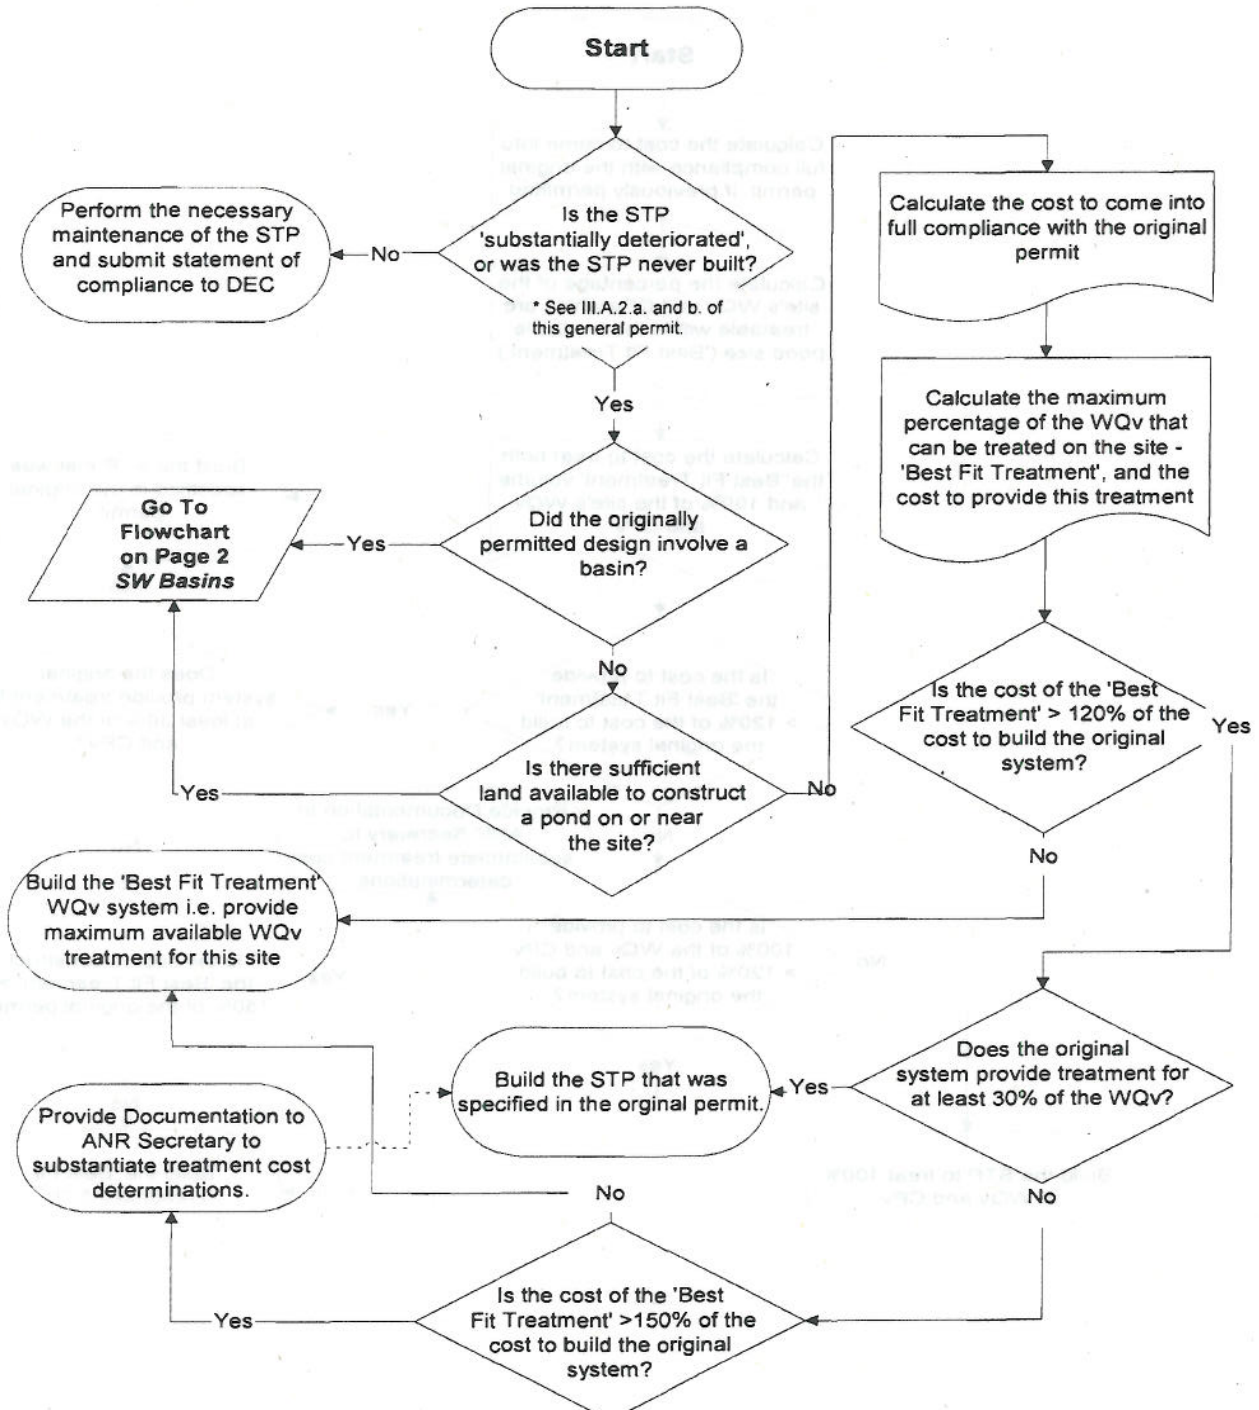 Start
Is the STP
'substantially deteriorated',
or was the STP never built?
* See III.A.2.a. and b. of
this general permit.
No
Perform the necessary
maintenance of the STP
and submit statement of
compliance to DEC
Yes
Did the originally
permitted design involve a
basin?
Yes
Go To
Flowchart
on Page 2
SW Basins
No
Is there sufficient
land available to construct
a pond on or near
the site?
Yes
No
Calculate the cost to come into
full compliance with the original
permit
Calculate the maximum
percentage of the WQv that
can be treated on the site -
'Best Fit Treatment', and the
cost to provide this treatment
Is the cost of the 'Best
Fit Treatment' > 120% of the
cost to build the original
system?
Yes
No
Build the 'Best Fit Treatment'
WQv system i.e. provide
maximum available WQv
treatment for this site
Does the original
system provide treatment for
at least 30% of the WQv?
Yes
Build the STP that was
specified in the orginal permit.
No
Is the cost of the 'Best
Fit Treatment' >150% of the
cost to build the original
system?
No
Yes
Provide Documentation to
ANR Secretary to
substantiate treatment cost
determinations.